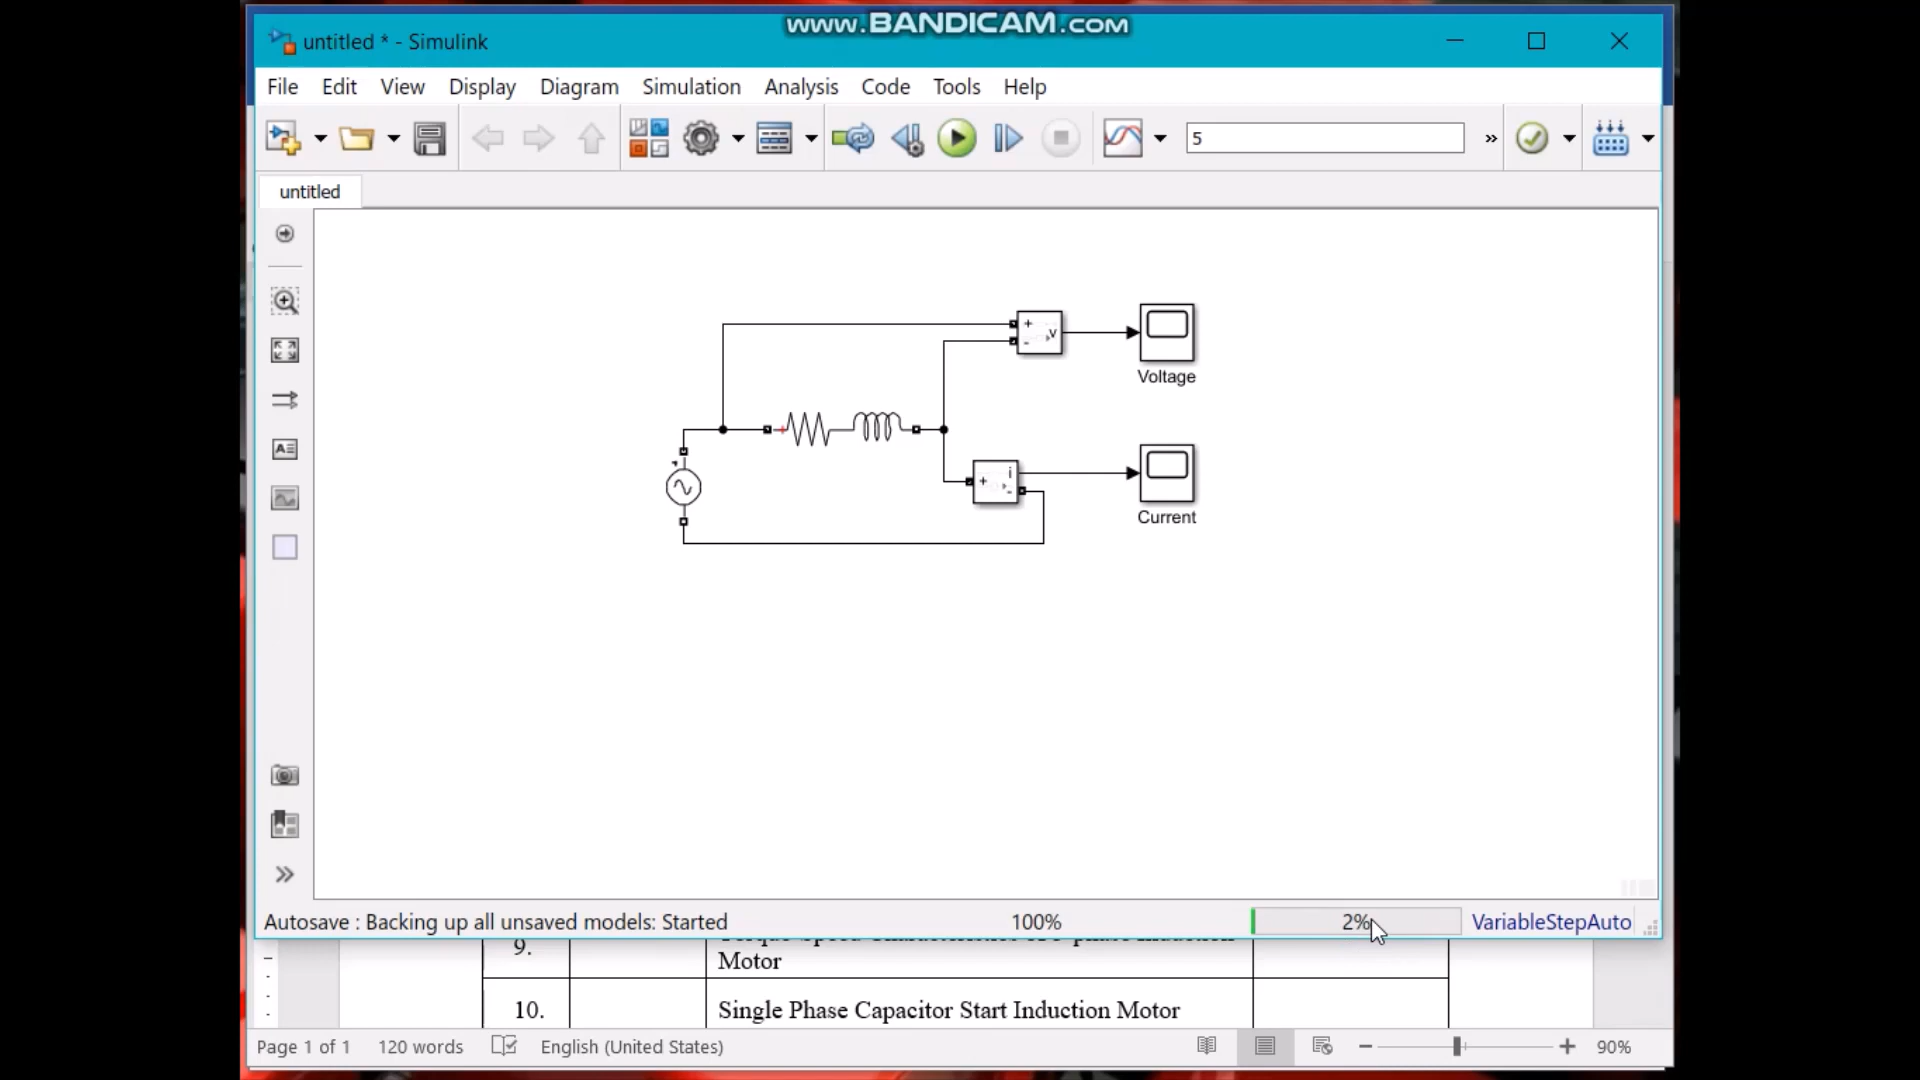 www.BANDICAM.com
untitled * - Simulink
File Edit View Display Diagram Simulation Analysis Code Tools Help
5
untitled
+
-
v
Voltage
+
i
-
Current
Autosave : Backing up all unsaved models: Started 100% 2% VariableStepAuto
9.
Motor
10. Single Phase Capacitor Start Induction Motor
Page 1 of 1 120 words English (United States) 90%